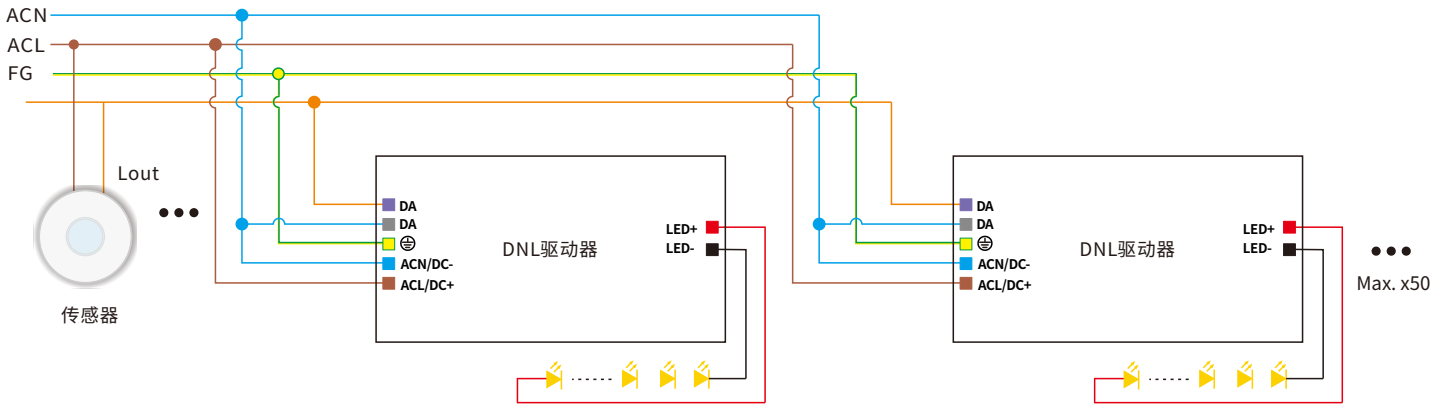 ACN
ACL
FG
Lout
传感器
DA
DA
ACN/DC-
ACL/DC+
DNL驱动器
LED+
LED-
DA
DA
ACN/DC-
ACL/DC+
DNL驱动器
LED+
LED-
Max. x50